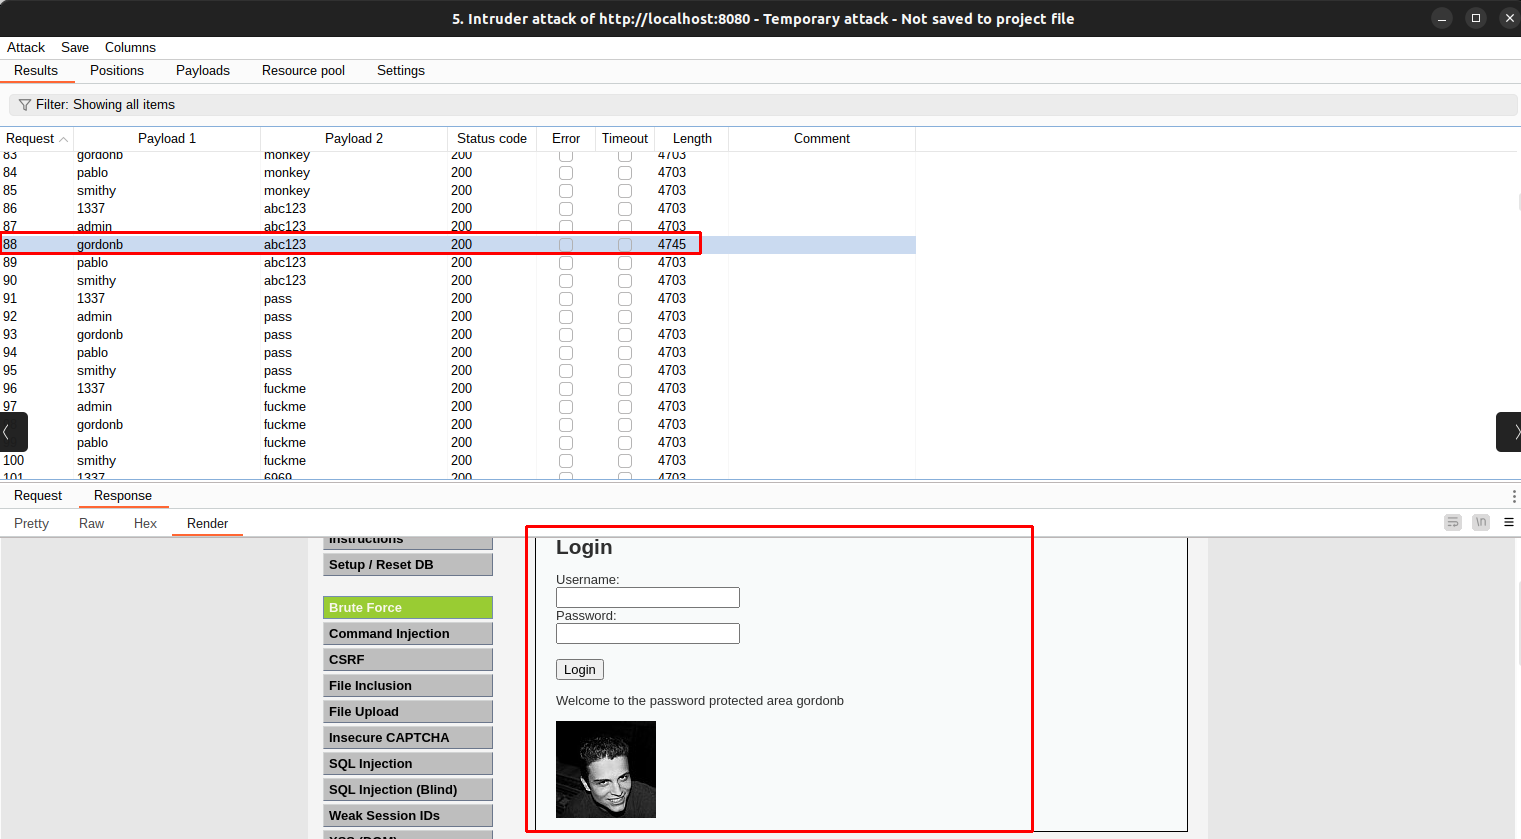 5. Intruder attack of http://localhost:8080 - Temporary attack - Not saved to project file
Attack Save Columns
Results Positions Payloads Resource pool Settings
Filter: Showing all items
Request Payload 1 Payload 2 Status code Error Timeout Length Comment
83 gordonb monkey 200 4703
84 pablo monkey 200 4703
85 smithy monkey 200 4703
86 1337 abc123 200 4703
87 admin abc123 200 4703
88 gordonb abc123 200 4745
89 pablo abc123 200 4703
90 smithy abc123 200 4703
91 1337 pass 200 4703
92 admin pass 200 4703
93 gordonb pass 200 4703
94 pablo pass 200 4703
95 smithy pass 200 4703
96 1337 fuckme 200 4703
97 admin fuckme 200 4703
gordonb fuckme 200 4703
pablo fuckme 200 4703
100 smithy fuckme 200 4703
101 1337 6969 200 4703
Request Response
Pretty Raw Hex Render
\n
Instructions
Setup / Reset DB
Brute Force
Command Injection
CSRF
File Inclusion
File Upload
Insecure CAPTCHA
SQL Injection
SQL Injection (Blind)
Weak Session IDs
XSS (DOM)
Login
Username:
Password:
Login
Welcome to the password protected area gordonb